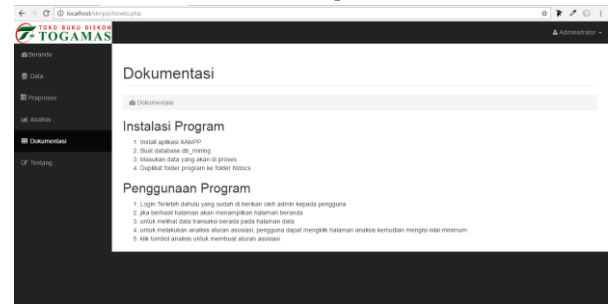 localhost/skripsi/howto.php
TOKO BUKU DISKON
TOGAMAS
Administrator
Beranda
Data
Praproses
Analisis
Dokumentasi
Tentang
Dokumentasi
Dokumentasi
Instalasi Program
1. Install aplikasi XAMPP
2. Buat database db_mining
3. Masukan data yang akan di proses
4. Duplikat folder program ke folder htdocs
Penggunaan Program
1. Login Terlebih dahulu yang sudah di berikan oleh admin kepada pengguna
2. jika berhasil halaman akan menampilkan halaman beranda
3. untuk melihat data transaksi berada pada halaman data
4. untuk melakukan analisis aturan asosiasi, pengguna dapat mengklik halaman analisis kemudian mengisi nilai minimum
5. klik tombol analisis untuk membuat aturan asosiasi